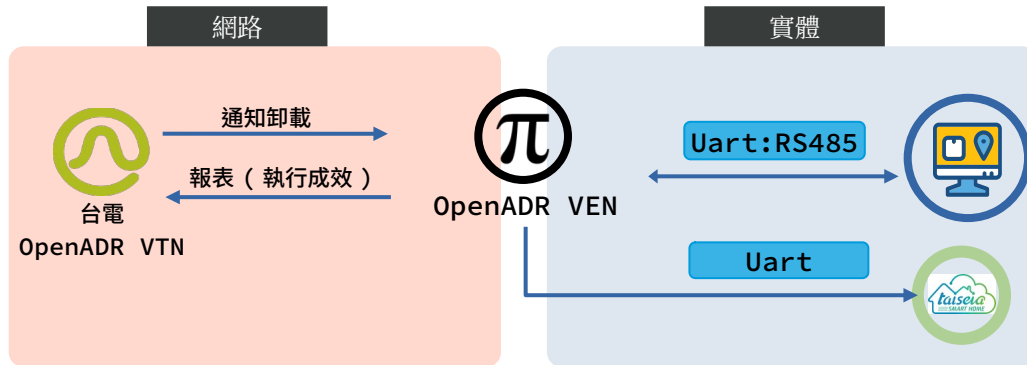 網路
實體
通知卸載
報表 ( 執行成效 )
台電
OpenADR VTN
π
OpenADR VEN
Uart:RS485
Uart
taiseia
SMART HOME